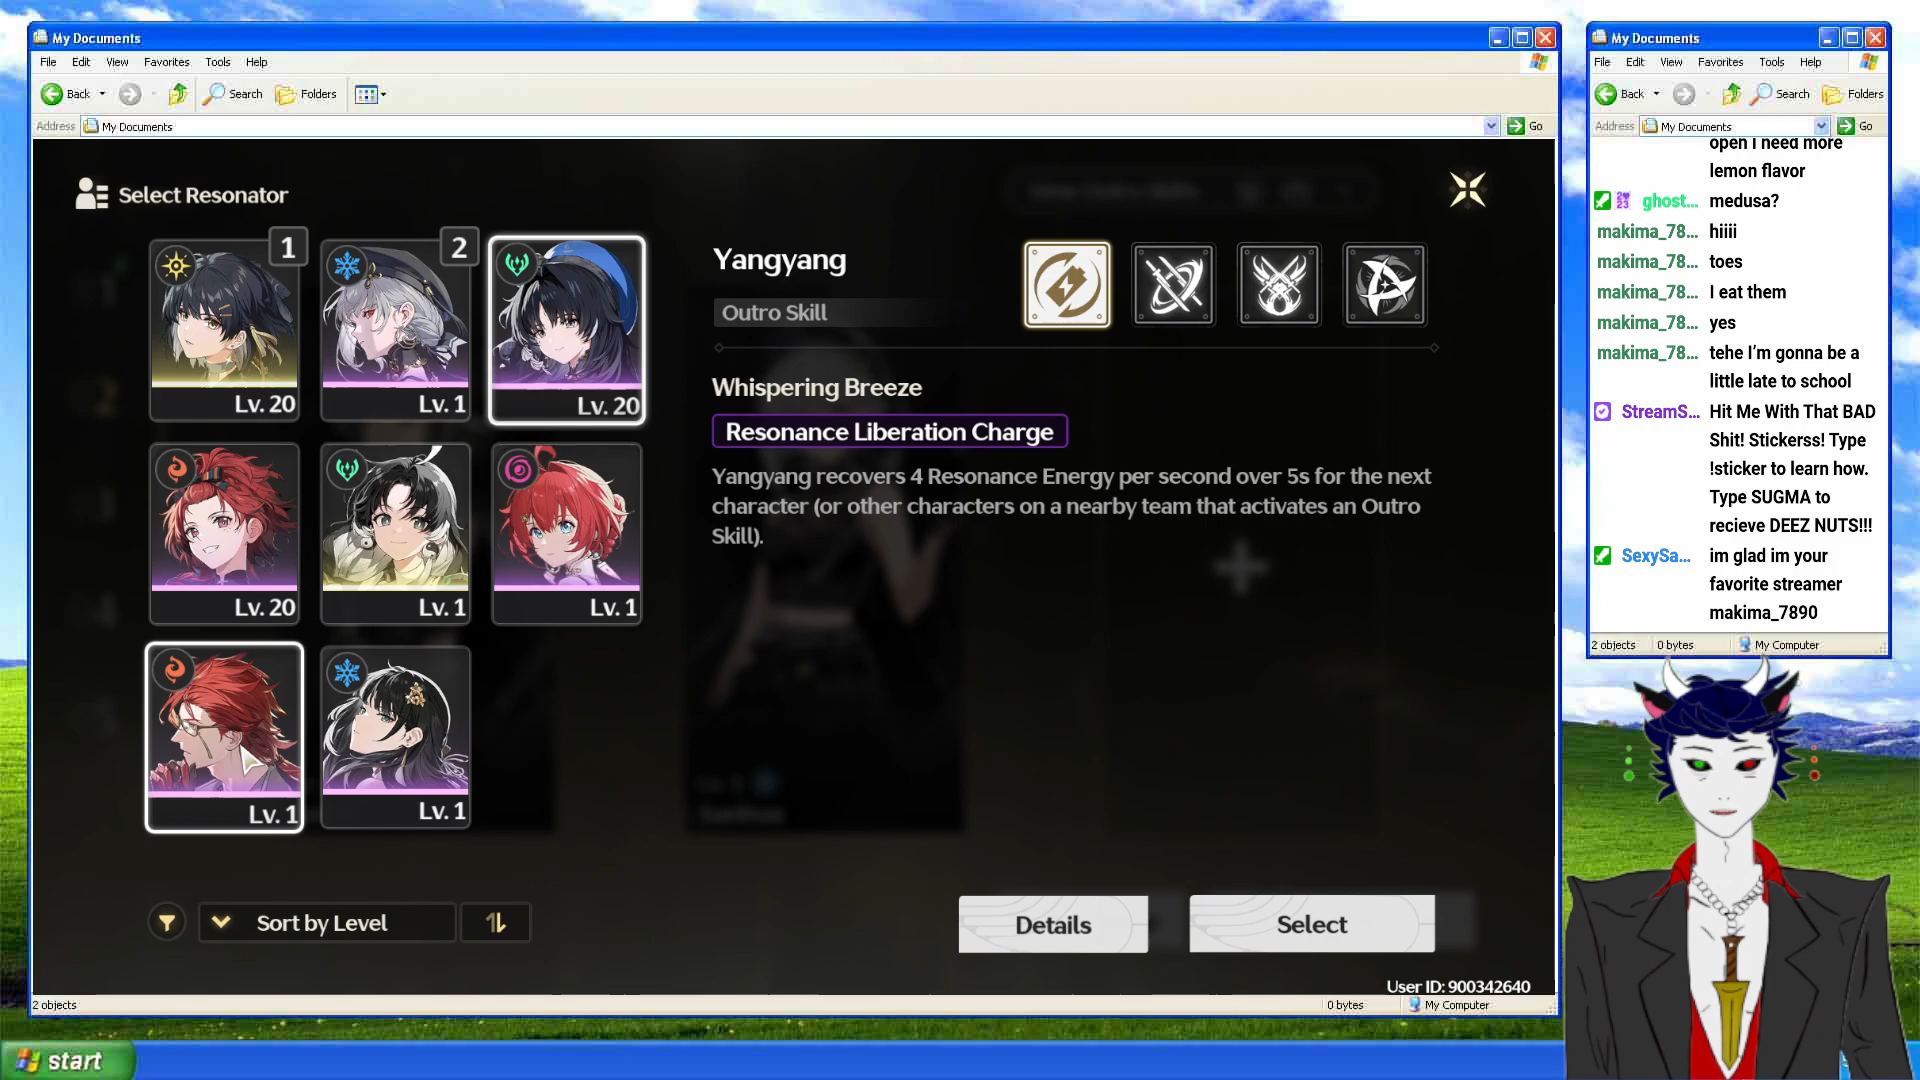 My Documents
File Edit View Favorites Tools Help
Back Search Folders
Address My Documents Go
Select Resonator
1
2
Lv. 20
Lv. 1
Lv. 20
Lv. 20
Lv. 1
Lv. 1
Lv. 1
Lv. 1
Sort by Level
Yangyang
Outro Skill
Whispering Breeze
Resonance Liberation Charge
Yangyang recovers 4 Resonance Energy per second over 5s for the next
character (or other characters on a nearby team that activates an Outro
Skill).
Details
Select
User ID: 900342640
2 objects 0 bytes My Computer
My Documents
File Edit View Favorites Tools Help
Back Search Folders
Address My Documents Go
open I need more
lemon flavor
ghost... medusa?
makima_78... hiiii
makima_78... toes
makima_78... I eat them
makima_78... yes
makima_78... tehe I’m gonna be a
little late to school
StreamS... Hit Me With That BAD
Shit! Stickerss! Type
!sticker to learn how.
Type SUGMA to
recieve DEEZ NUTS!!!
SexySa... im glad im your
favorite streamer
makima_7890
2 objects 0 bytes My Computer
start